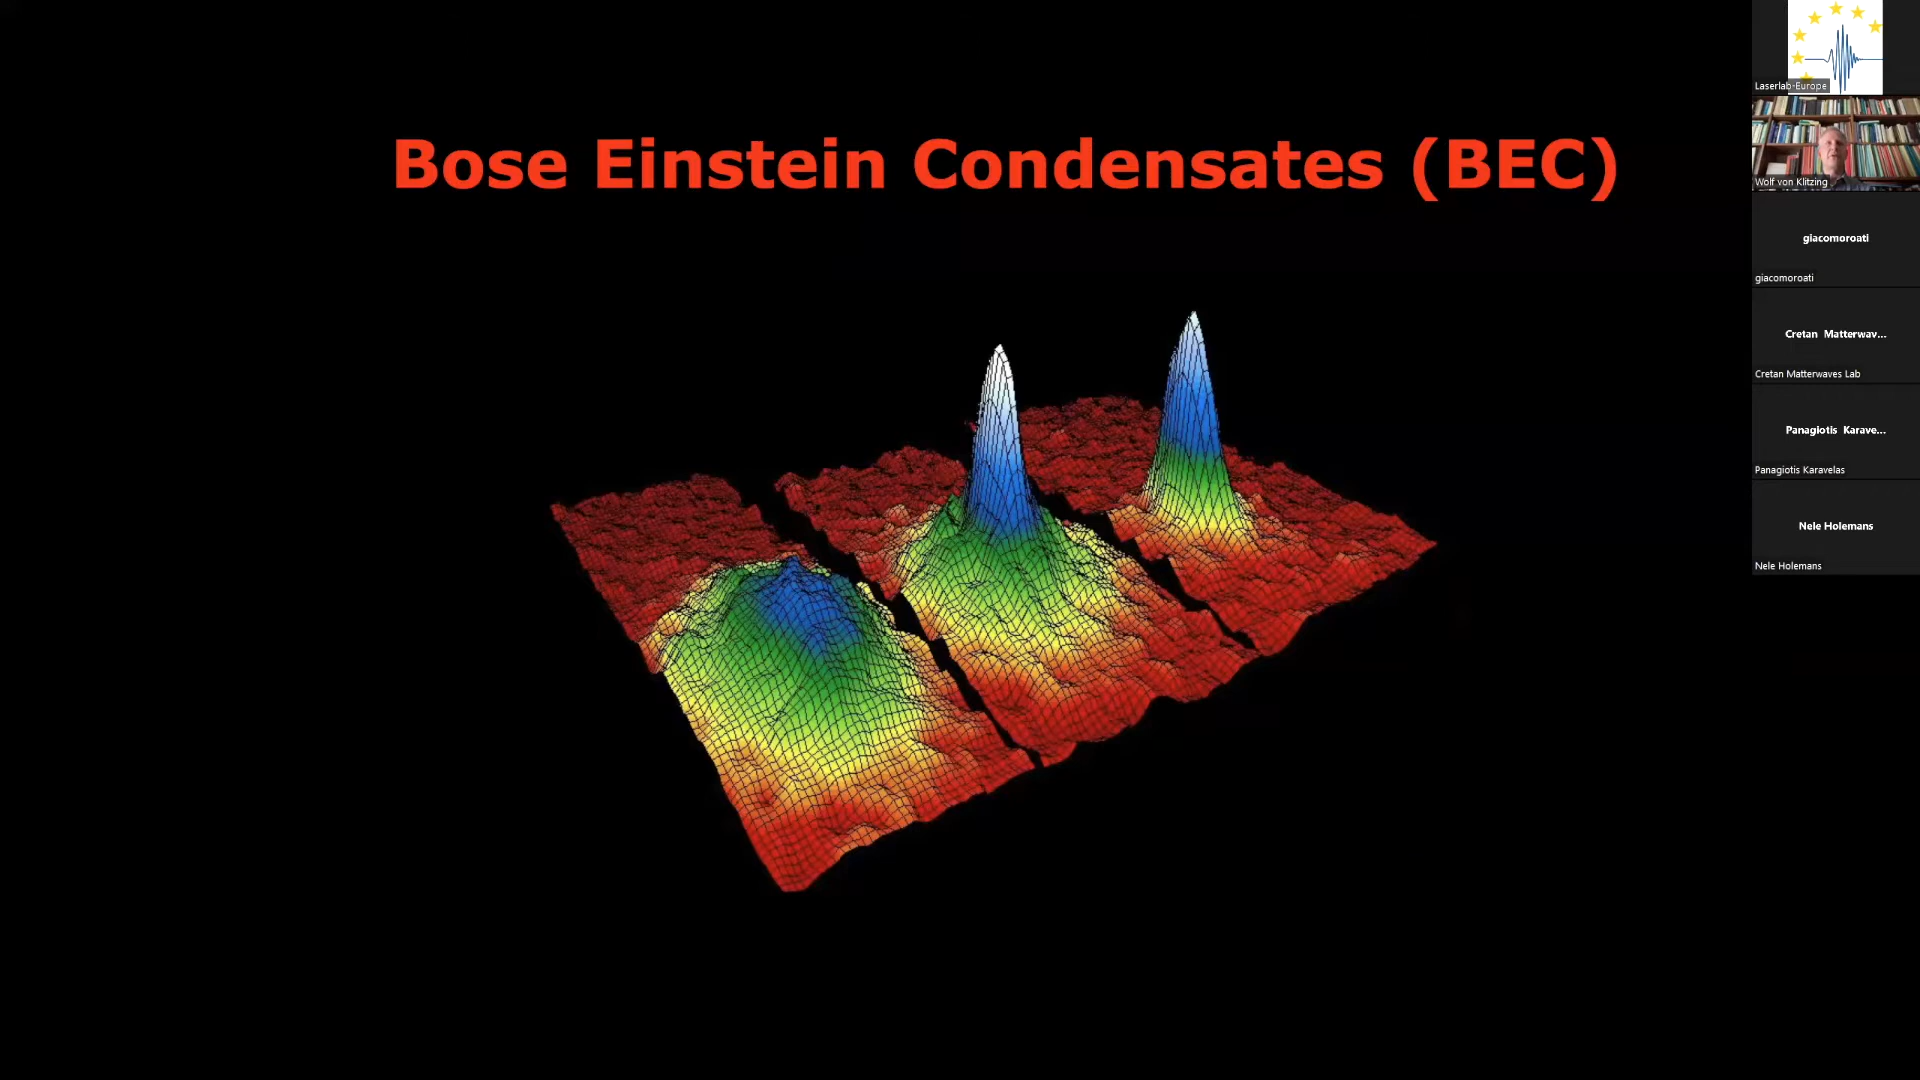 Bose Einstein Condensates (BEC)
Laserlab-Europe
Wolf von Klitzing
giacomoroati
giacomoroati
Cretan Matterwav...
Cretan Matterwaves Lab
Panagiotis Karave...
Panagiotis Karavelas
Nele Holemans
Nele Holemans